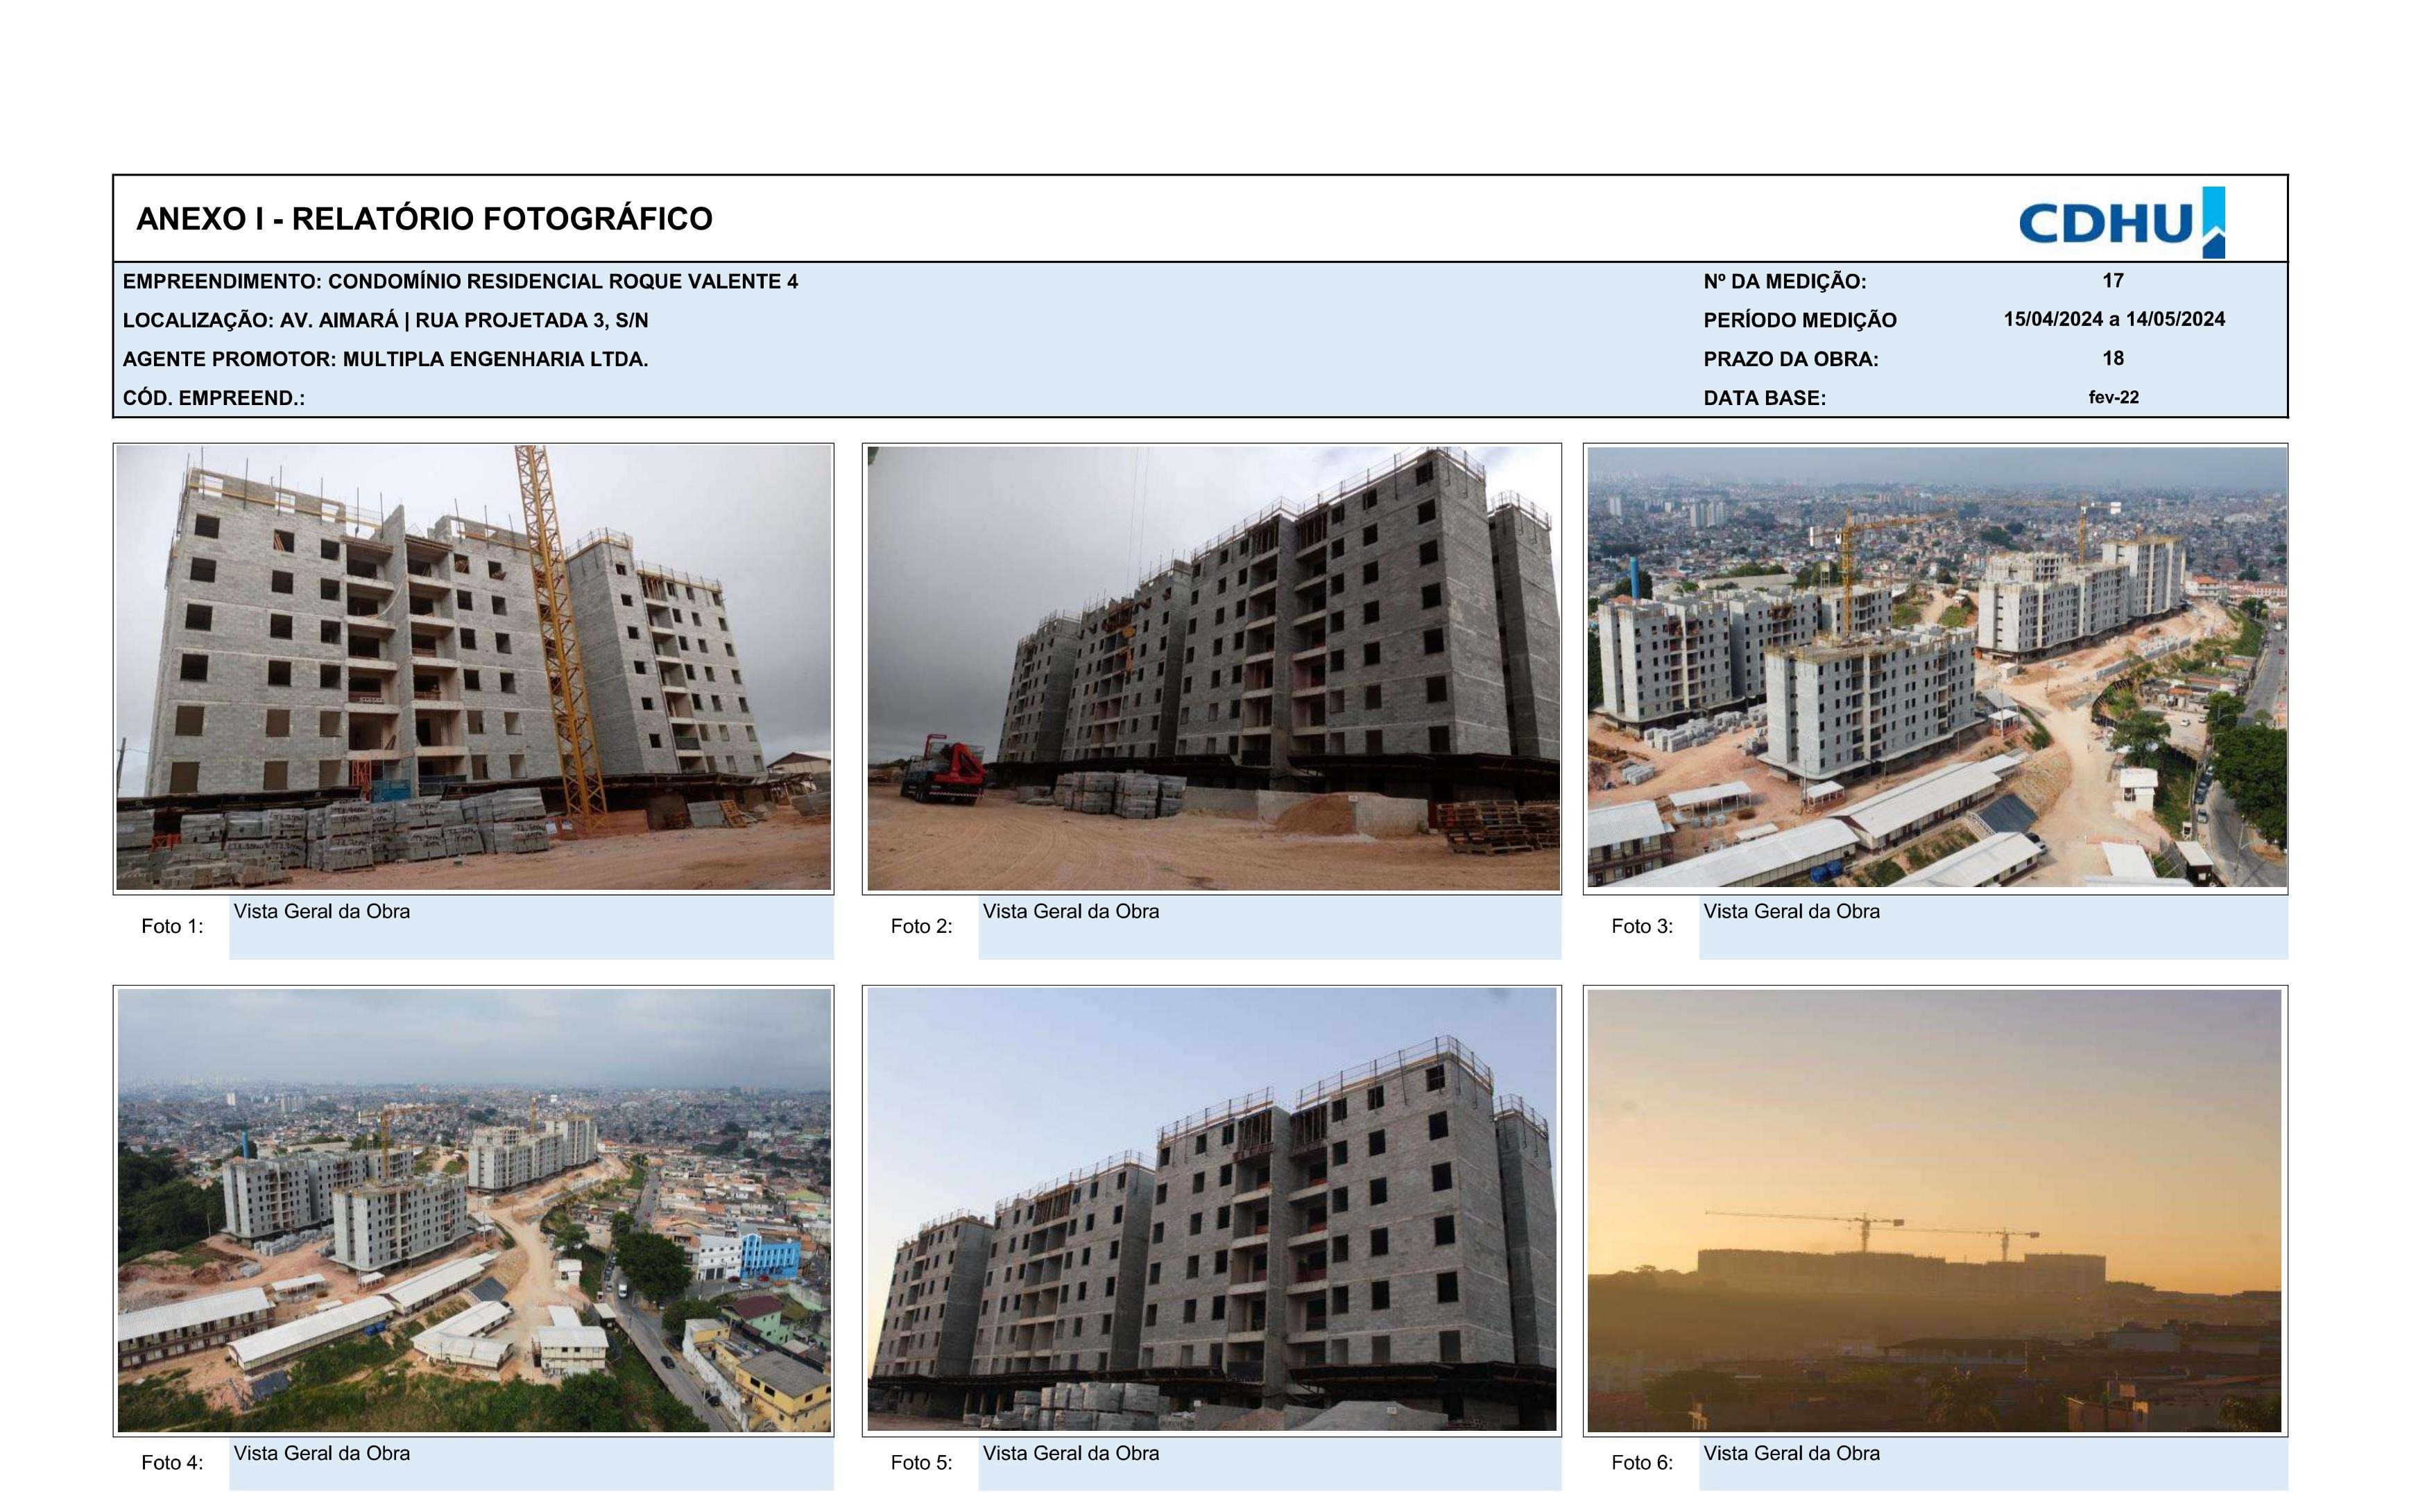 ANEXO I - RELATÓRIO FOTOGRÁFICO
CDHU
EMPREENDIMENTO: CONDOMÍNIO RESIDENCIAL ROQUE VALENTE 4
Nº DA MEDIÇÃO: 17
LOCALIZAÇÃO: AV. AIMARÁ | RUA PROJETADA 3, S/N
PERÍODO MEDIÇÃO 15/04/2024 a 14/05/2024
AGENTE PROMOTOR: MULTIPLA ENGENHARIA LTDA.
PRAZO DA OBRA: 18
CÓD. EMPREEND.:
DATA BASE: fev-22
Foto 1: Vista Geral da Obra
Foto 2: Vista Geral da Obra
Foto 3: Vista Geral da Obra
Foto 4: Vista Geral da Obra
Foto 5: Vista Geral da Obra
Foto 6: Vista Geral da Obra